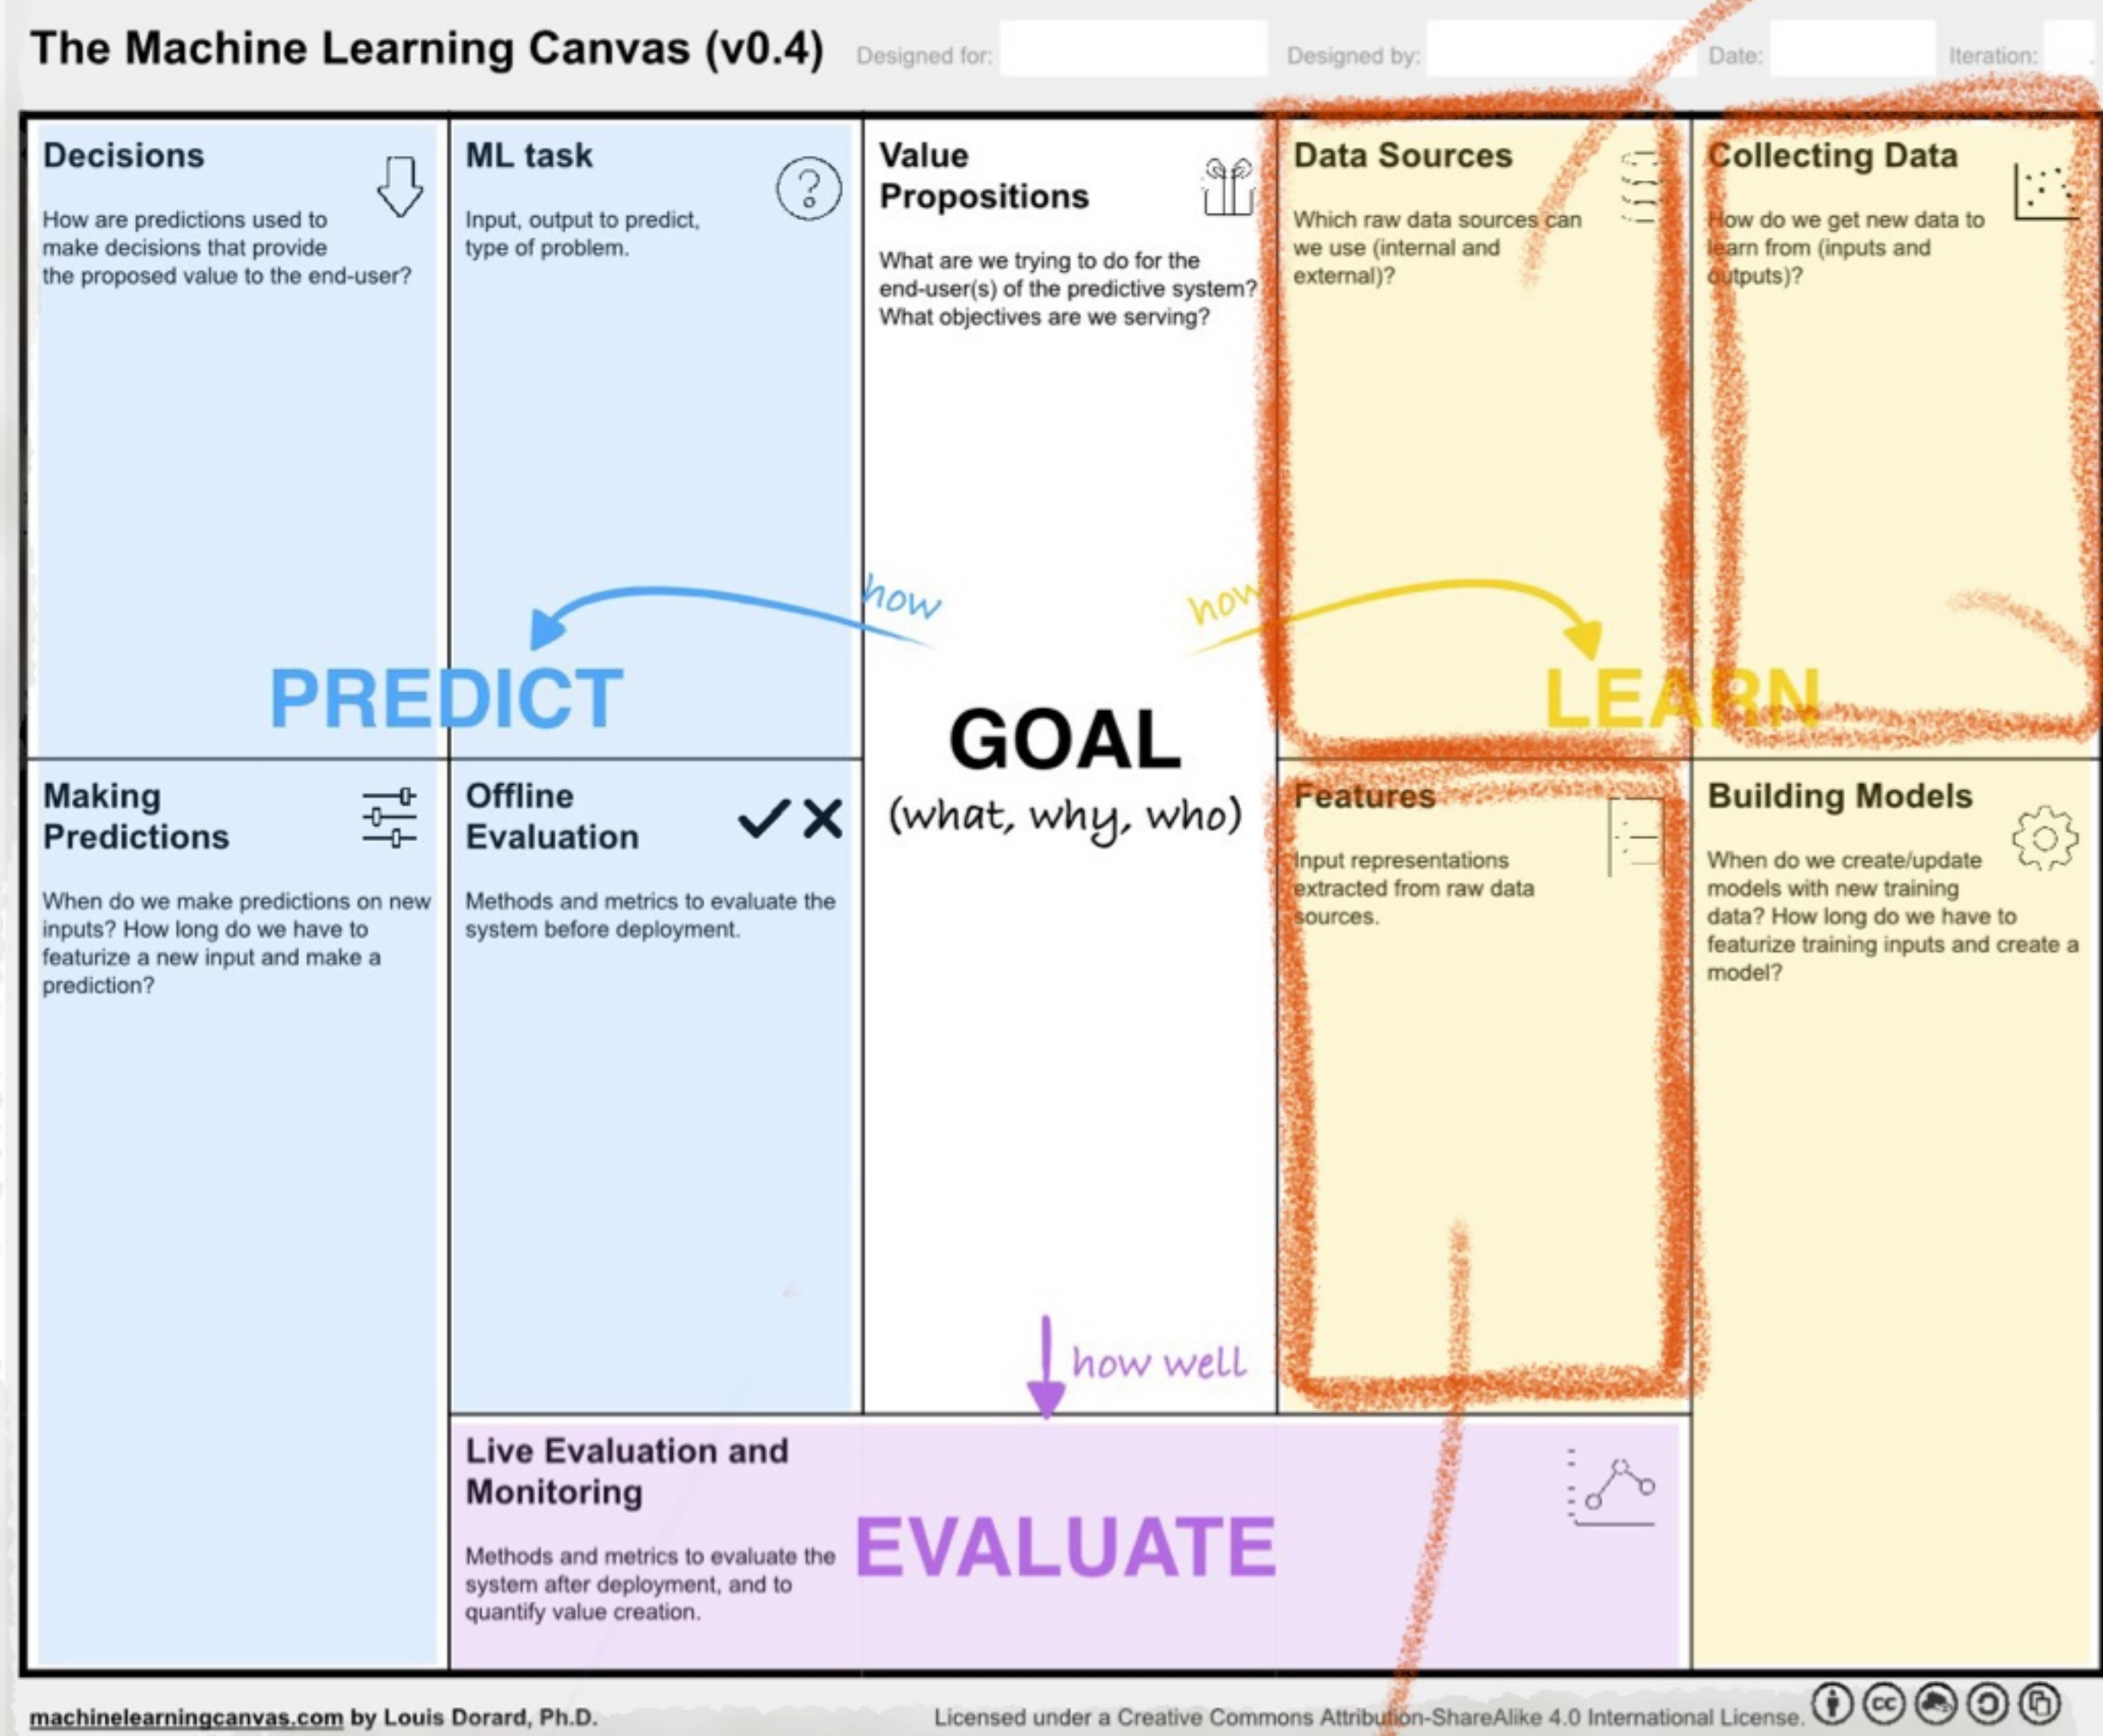 The Machine Learning Canvas (v0.4)
Designed for:
Designed by:
Date:
Iteration:
.
Decisions
How are predictions used to
make decisions that provide
the proposed value to the end-user?
ML task
Input, output to predict,
type of problem.
Value
Propositions
What are we trying to do for the
end-user(s) of the predictive system?
What objectives are we serving?
Data Sources
Which raw data sources can
we use (internal and
external)?
Collecting Data
How do we get new data to
learn from (inputs and
outputs)?
how
how
PREDICT
LEARN
GOAL
(what, why, who)
Making
Predictions
When do we make predictions on new
inputs? How long do we have to
featurize a new input and make a
prediction?
Offline
Evaluation
Methods and metrics to evaluate the
system before deployment.
Features
Input representations
extracted from raw data
sources.
Building Models
When do we create/update
models with new training
data? How long do we have to
featurize training inputs and create a
model?
how well
Live Evaluation and
Monitoring
Methods and metrics to evaluate the
system after deployment, and to
quantify value creation.
EVALUATE
machinelearningcanvas.com by Louis Dorard, Ph.D.
Licensed under a Creative Commons Attribution-ShareAlike 4.0 International License.
cc